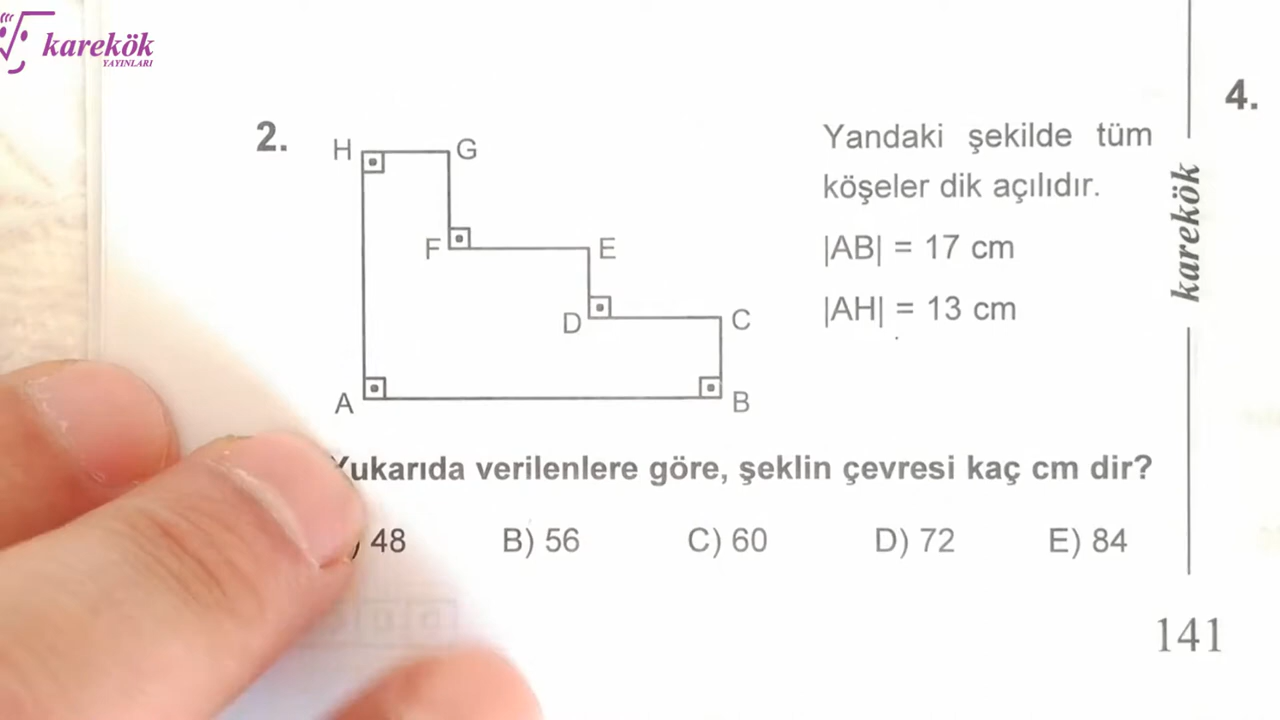 karekök
YAYINLARI
2.
H
G
F
E
D
C
A
B
Yandaki şekilde tüm
köşeler dik açılıdır.
|AB| = 17 cm
|AH| = 13 cm
Yukarıda verilenlere göre, şeklin çevresi kaç cm dir?
) 48 B) 56 C) 60 D) 72 E) 84
karekök
4.
141